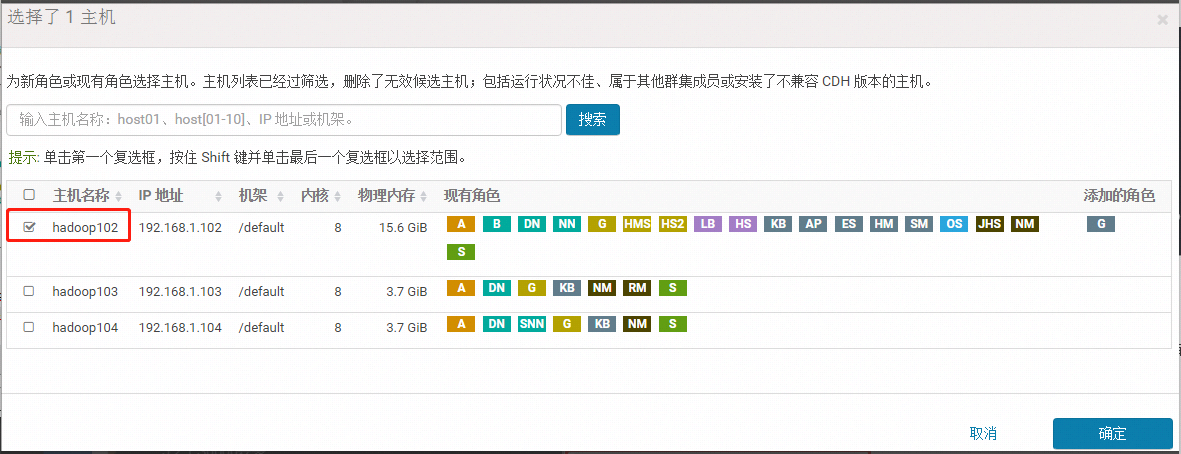 选择了 1 主机
为新角色或现有角色选择主机。主机列表已经过筛选，删除了无效候选主机；包括运行状况不佳、属于其他群集成员或安装了不兼容 CDH 版本的主机。
输入主机名称：host01、host[01-10]、IP 地址或机架。 搜索
提示: 单击第一个复选框，按住 Shift 键并单击最后一个复选框以选择范围。
主机名称 IP 地址 机架 内核 物理内存 现有角色 添加的角色
hadoop102 192.168.1.102 /default 8 15.6 GiB A B DN NN G HMS HS2 LB HS KB AP ES HM SM OS JHS NM G
S
hadoop103 192.168.1.103 /default 8 3.7 GiB A DN G KB NM RM S
hadoop104 192.168.1.104 /default 8 3.7 GiB A DN SNN G KB NM S
取消 确定